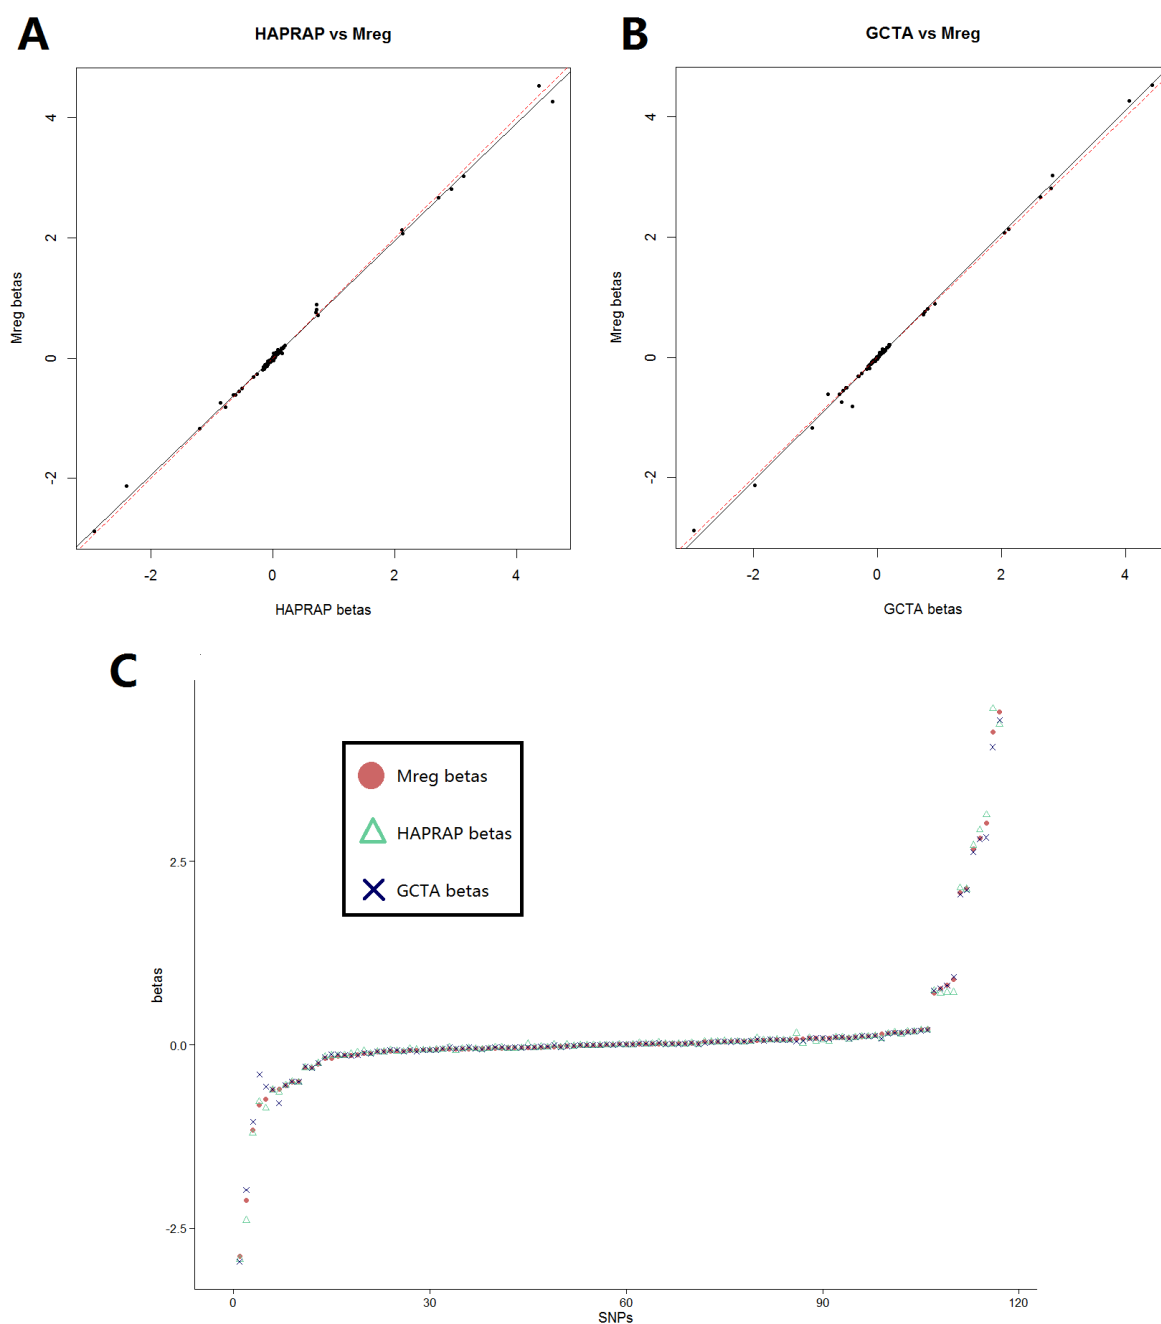 A
HAPRAP vs Mreg
4
2
0
-2
Mreg betas
-2
0
2
4
HAPRAP betas
B
GCTA vs Mreg
4
2
0
-2
Mreg betas
-2
0
2
4
GCTA betas
C
Mreg betas
HAPRAP betas
GCTA betas
2.5
0.0
-2.5
betas
0
30
60
90
120
SNPs